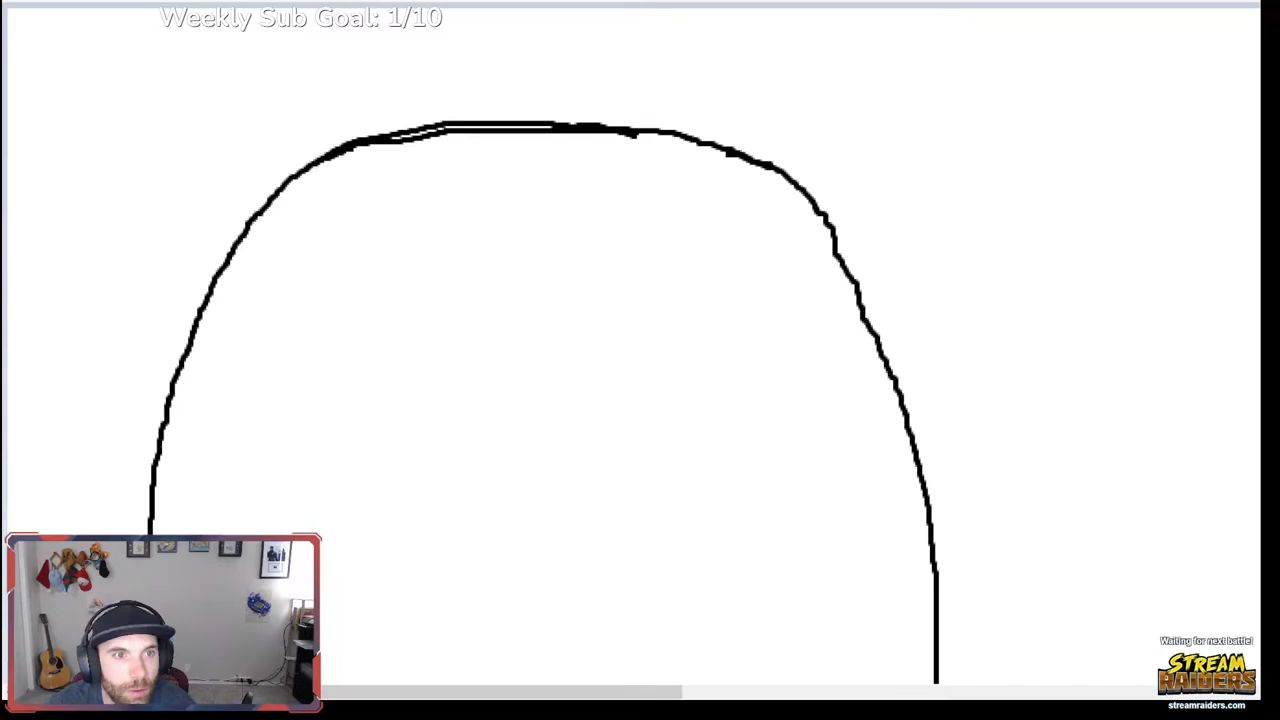 Weekly Sub Goal: 1/10
Waiting for next battle!
STREAM
RAIDERS
streamraiders.com